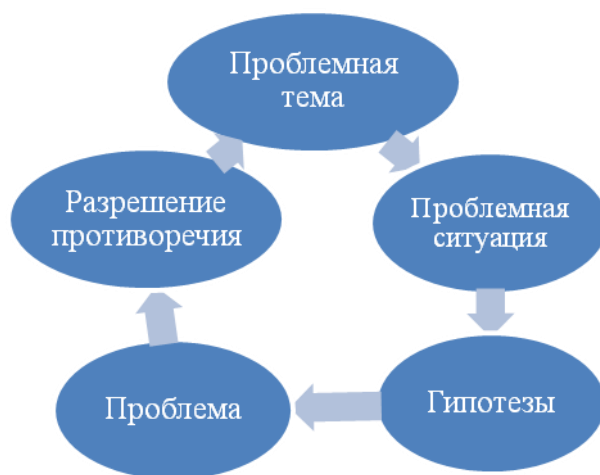 Проблемная
тема
Проблемная
ситуация
Гипотезы
Проблема
Разрешение
противоречия